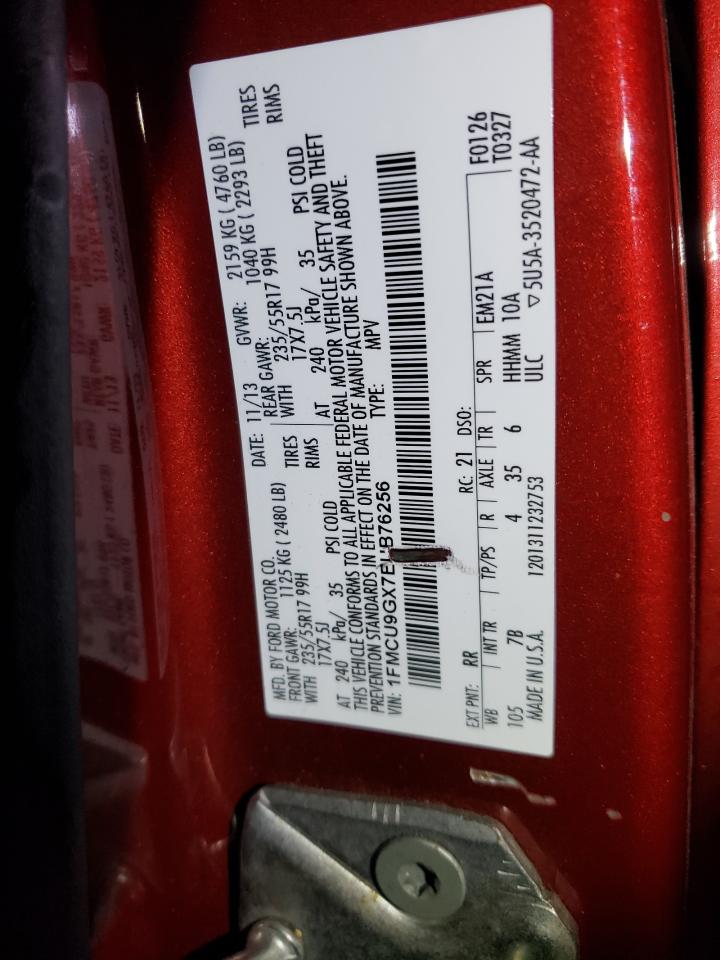 MFD. BY FORD MOTOR CO.
DATE: 11/13 GVWR: 2159 KG ( 4760 LB)
FRONT GAWR: 1125 KG ( 2480 LB) REAR GAWR: 1040 KG ( 2293 LB)
WITH 235/55R17 99H TIRES WITH 235/55R17 99H TIRES
17X7.5J RIMS 17X7.5J RIMS
AT 240 kPa/ 35 PSI COLD AT 240 kPa/ 35 PSI COLD
THIS VEHICLE CONFORMS TO ALL APPLICABLE FEDERAL MOTOR VEHICLE SAFETY AND THEFT
PREVENTION STANDARDS IN EFFECT ON THE DATE OF MANUFACTURE SHOWN ABOVE.
VIN: TYPE: MPV
EXT PNT: RR RC: 21 DSO: F0126
WB INT TR TP/PS R AXLE TR SPR EM21A T0327
105 7B 4 35 6 HHMM 10A
MADE IN U.S.A. 1201311232753 ULC ▽5U5A-3520472-AA